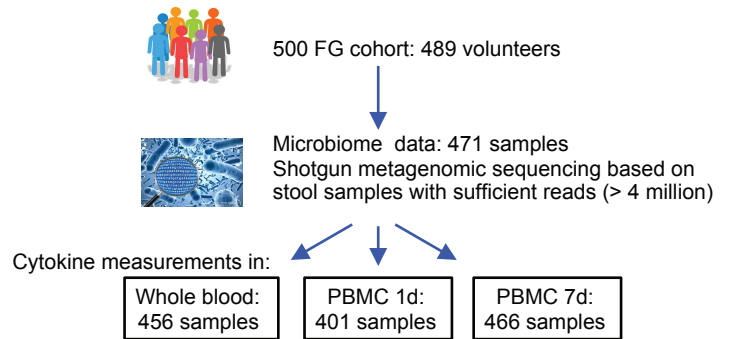 500 FG cohort: 489 volunteers
Microbiome data: 471 samples
Shotgun metagenomic sequencing based on
stool samples with sufficient reads (> 4 million)
Cytokine measurements in:
Whole blood:
456 samples
PBMC 1d:
401 samples
PBMC 7d:
466 samples